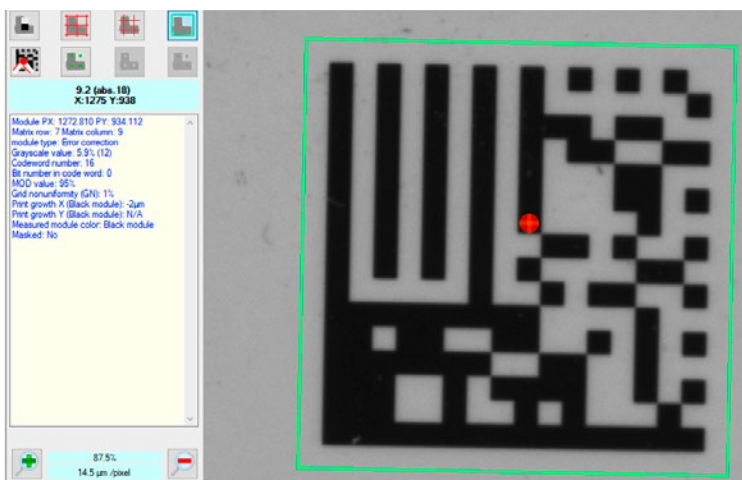 9.2 (abs.18)
X:1275 Y:938
Module PX: 1272.810 PY: 934.112
Matrix row: 7 Matrix column: 9
module type: Error correction
Grayscale value: 5.9% (12)
Codeword number: 16
Bit number in code word: 0
MOD value: 95%
Grid nonuniformity (GN): 1%
Print growth X (Black module): -2µm
Print growth Y (Black module): N/A
Measured module color: Black module
Masked: No
87.5%
14.5 µm /pixel